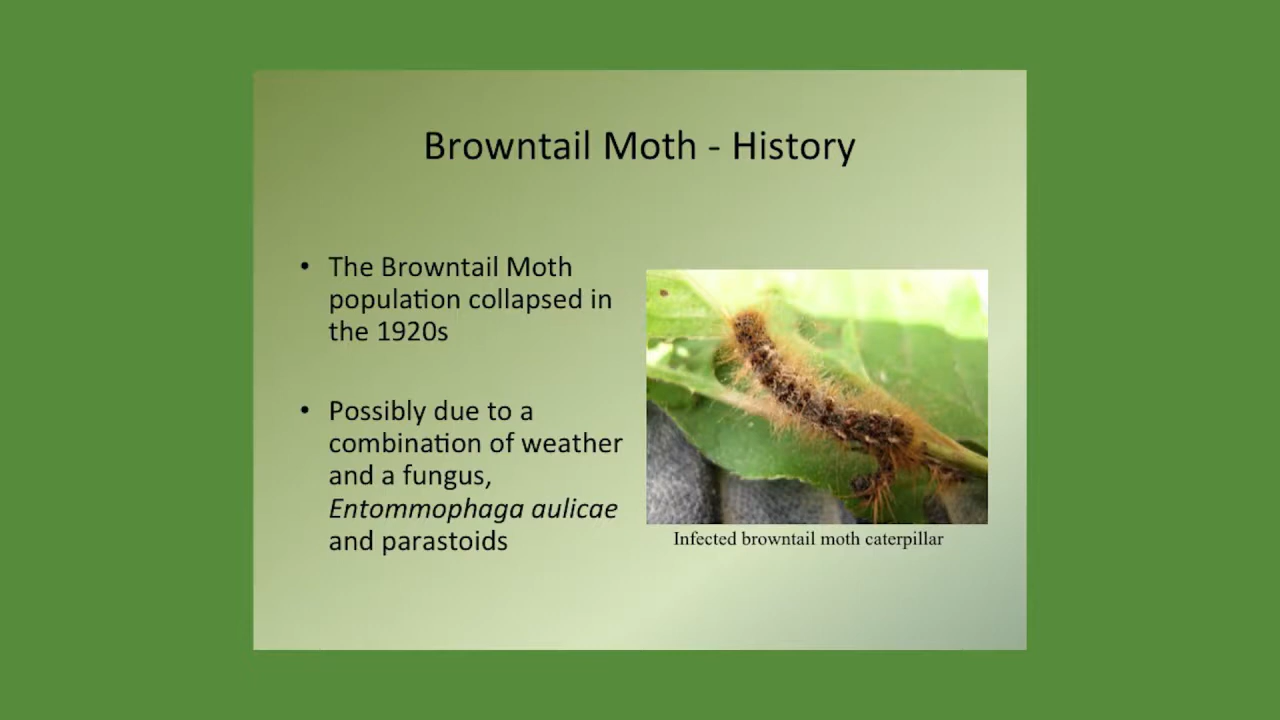 Browntail Moth - History
• The Browntail Moth
population collapsed in
the 1920s
• Possibly due to a
combination of weather
and a fungus,
Entommophaga aulicae
and parastoids
Infected browntail moth caterpillar